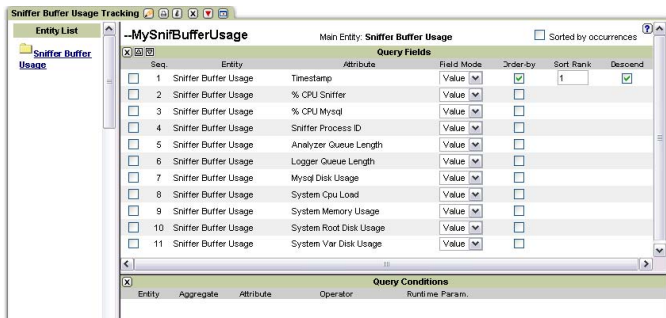 Sniffer Buffer Usage Tracking
Entity List
Sniffer Buffer
Usage
--MySnifBufferUsage
Main Entity: Sniffer Buffer Usage
Sorted by occurrences
Query Fields
Seq. Entity Attribute Field Mode Order-by Sort Rank Descend
1 Sniffer Buffer Usage Timestamp Value 1
2 Sniffer Buffer Usage % CPU Sniffer Value
3 Sniffer Buffer Usage % CPU Mysql Value
4 Sniffer Buffer Usage Sniffer Process ID Value
5 Sniffer Buffer Usage Analyzer Queue Length Value
6 Sniffer Buffer Usage Logger Queue Length Value
7 Sniffer Buffer Usage Mysql Disk Usage Value
8 Sniffer Buffer Usage System Cpu Load Value
9 Sniffer Buffer Usage System Memory Usage Value
10 Sniffer Buffer Usage System Root Disk Usage Value
11 Sniffer Buffer Usage System Var Disk Usage Value
Query Conditions
Entity Aggregate Attribute Operator Runtime Param.